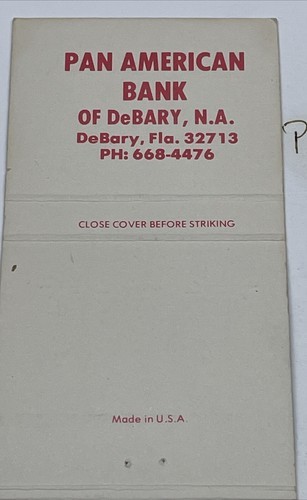 PAN AMERICAN
BANK
OF DeBARY, N.A.
DeBary, Fla. 32713
PH: 668-4476
CLOSE COVER BEFORE STRIKING
Made in U.S.A